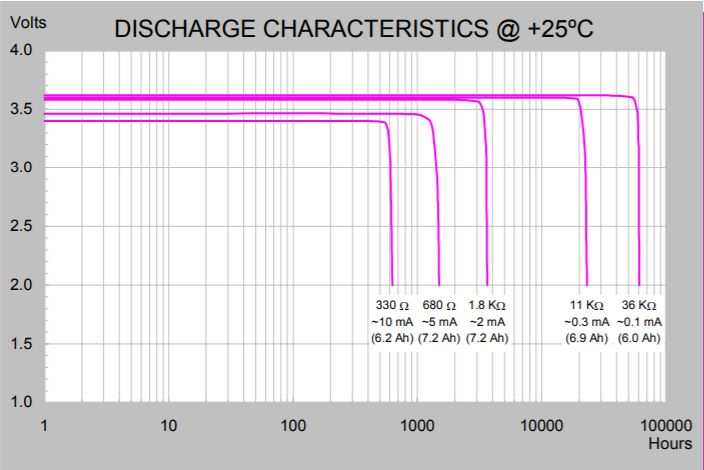 Volts
DISCHARGE CHARACTERISTICS @ +25ºC
4.0
3.5
3.0
2.5
2.0
1.5
1.0
330 Ω 680 Ω 1.8 KΩ 11 KΩ 36 KΩ
~10 mA ~5 mA ~2 mA ~0.3 mA ~0.1 mA
(6.2 Ah) (7.2 Ah) (7.2 Ah) (6.9 Ah) (6.0 Ah)
1 10 100 1000 10000 100000
Hours